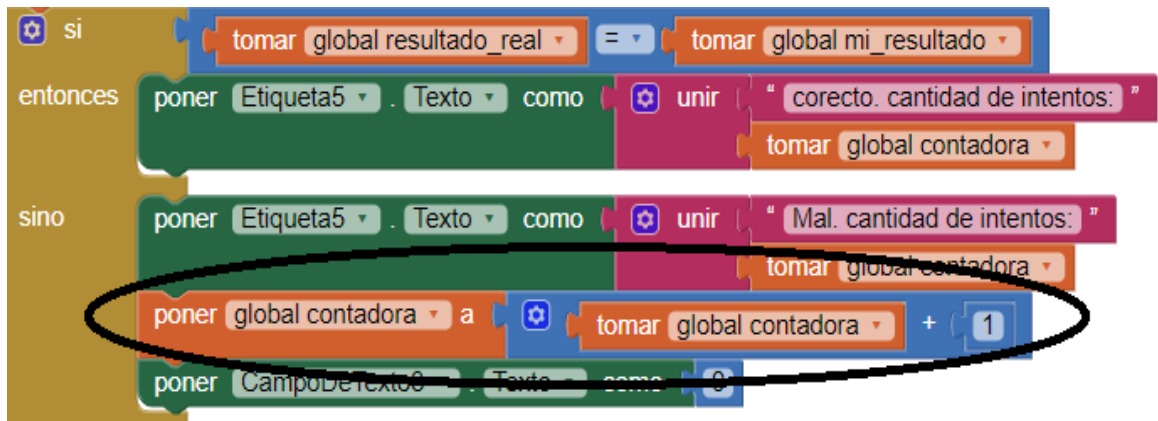 si tomar global resultado_real = tomar global mi_resultado
entonces poner Etiqueta5 . Texto como unir " corecto. cantidad de intentos: "
tomar global contadora
sino poner Etiqueta5 . Texto como unir " Mal. cantidad de intentos: "
tomar global contadora
poner global contadora a tomar global contadora + 1
poner . Texto como